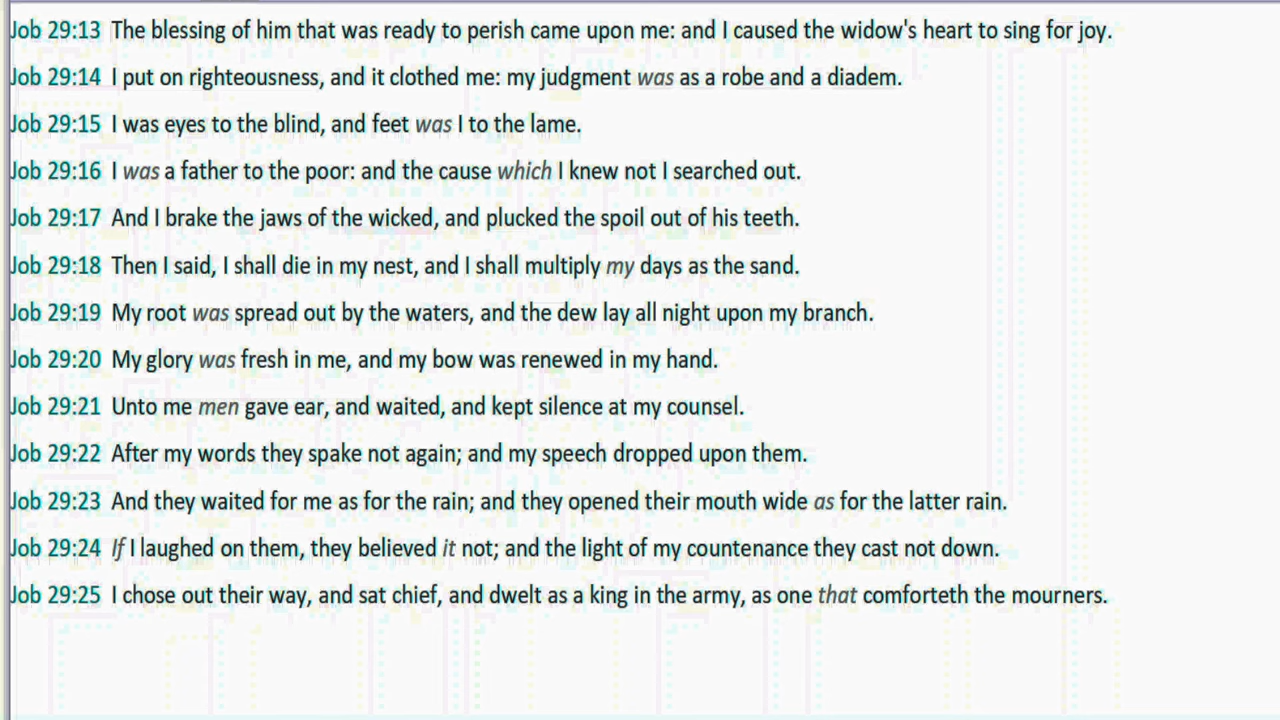 Job 29:13 The blessing of him that was ready to perish came upon me: and I caused the widow's heart to sing for joy.
Job 29:14 I put on righteousness, and it clothed me: my judgment was as a robe and a diadem.
Job 29:15 I was eyes to the blind, and feet was I to the lame.
Job 29:16 I was a father to the poor: and the cause which I knew not I searched out.
Job 29:17 And I brake the jaws of the wicked, and plucked the spoil out of his teeth.
Job 29:18 Then I said, I shall die in my nest, and I shall multiply my days as the sand.
Job 29:19 My root was spread out by the waters, and the dew lay all night upon my branch.
Job 29:20 My glory was fresh in me, and my bow was renewed in my hand.
Job 29:21 Unto me men gave ear, and waited, and kept silence at my counsel.
Job 29:22 After my words they spake not again; and my speech dropped upon them.
Job 29:23 And they waited for me as for the rain; and they opened their mouth wide as for the latter rain.
Job 29:24 If I laughed on them, they believed it not; and the light of my countenance they cast not down.
Job 29:25 I chose out their way, and sat chief, and dwelt as a king in the army, as one that comforteth the mourners.